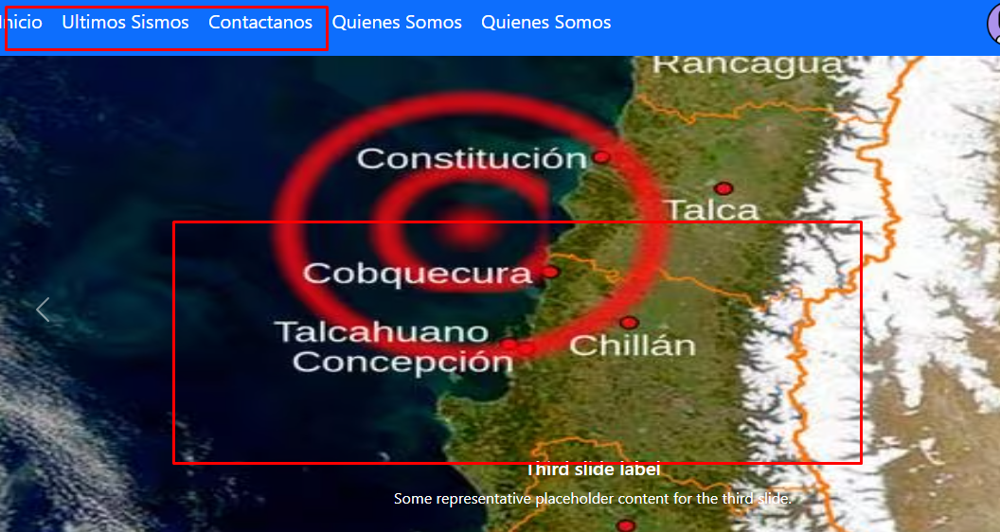 Inicio Ultimos Sismos Contactanos Quienes Somos Quienes Somos
Rancagua
Constitución
Talca
Cobquecura
Talcahuano
Concepción
Chillán
Third slide label
Some representative placeholder content for the third slide.